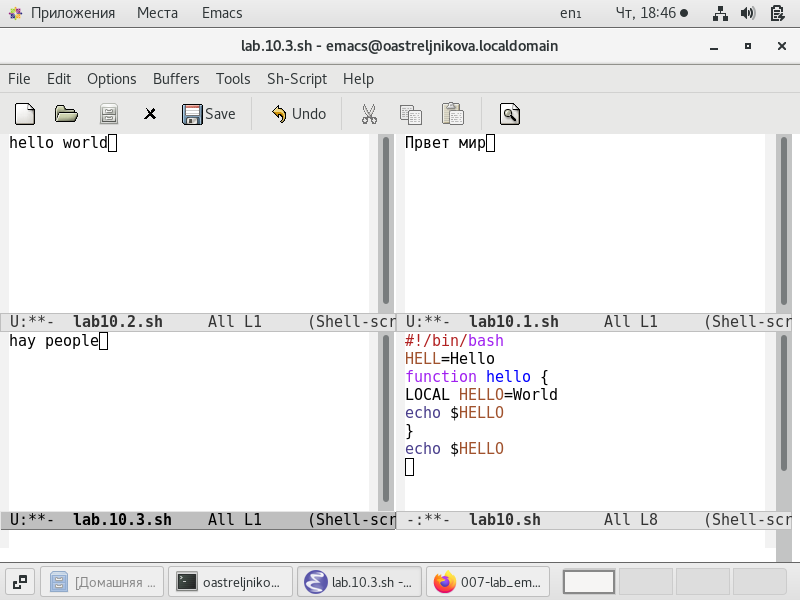 Приложения Места Emacs en₁ Чт, 18:46
lab.10.3.sh - emacs@oastreljnikova.localdomain
File Edit Options Buffers Tools Sh-Script Help
Save Undo
hello world
U:**- lab10.2.sh All L1 (Shell-scr
Првет мир
U:**- lab10.1.sh All L1 (Shell-scr
hay people
U:**- lab.10.3.sh All L1 (Shell-scr
#!/bin/bash
HELL=Hello
function hello {
LOCAL HELLO=World
echo $HELLO
}
echo $HELLO
-:**- lab10.sh All L8 (Shell-scr
[Домашняя ... oastreljniko... lab.10.3.sh -... 007-lab_em...